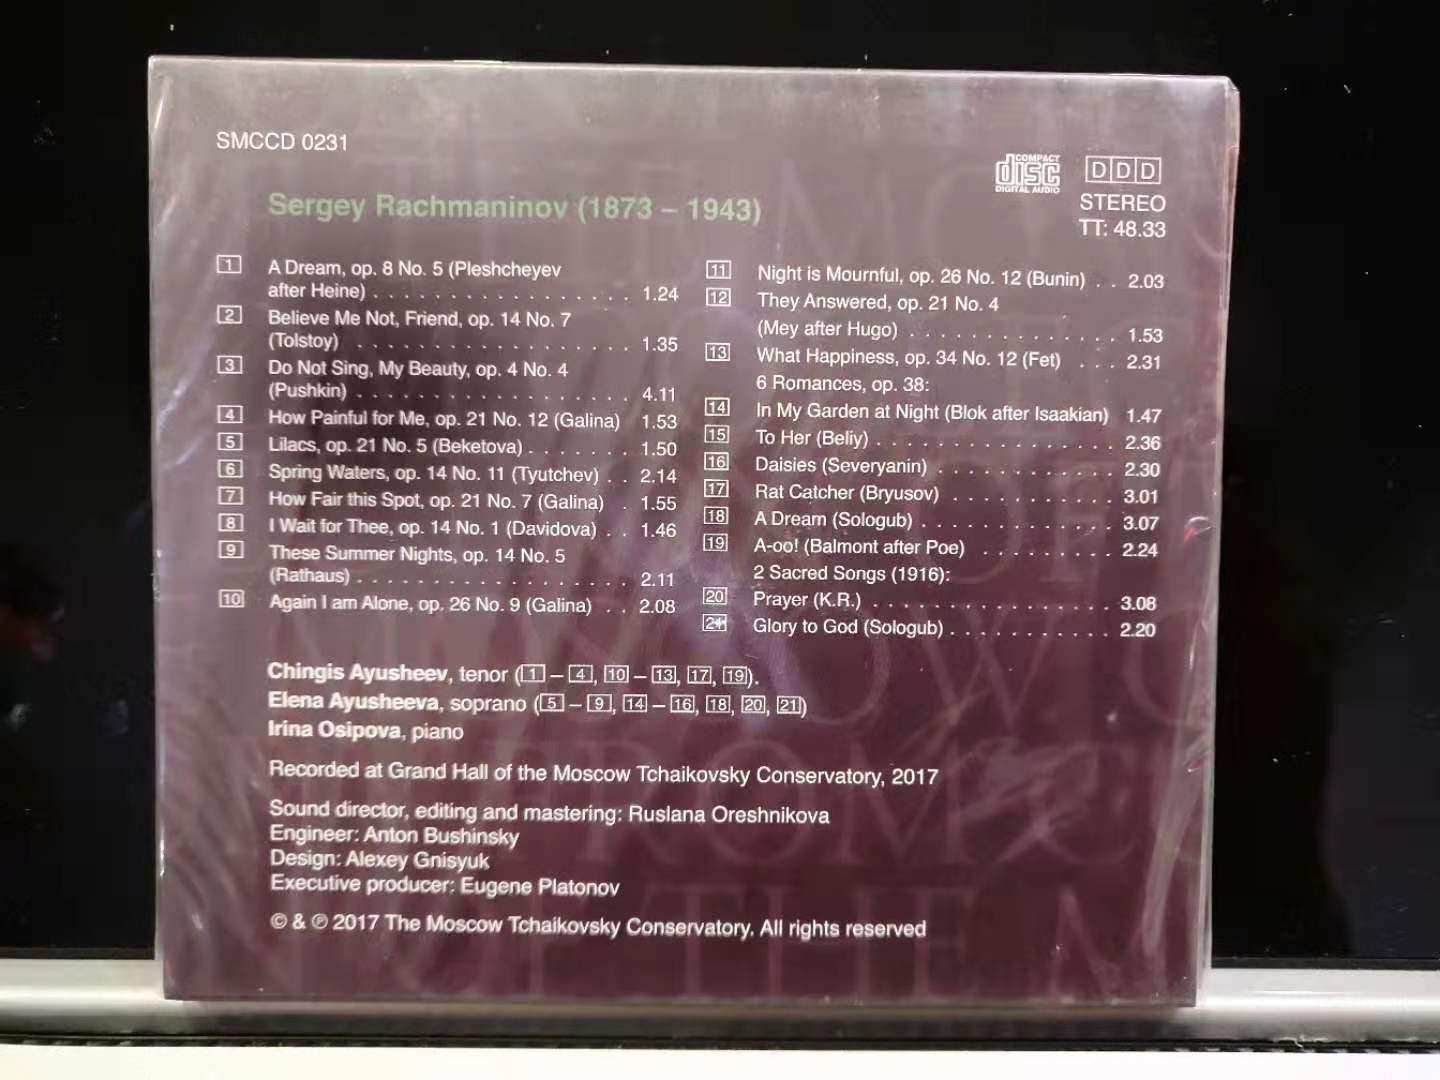 SMCCD 0231
COMPACT
disc
DIGITAL AUDIO
DDD
STEREO
TT: 48.33
Sergey Rachmaninov (1873 – 1943)
1 A Dream, op. 8 No. 5 (Pleshcheyev
after Heine) . . . . . . . . . . . . . . . . . 1.24
2 Believe Me Not, Friend, op. 14 No. 7
(Tolstoy) . . . . . . . . . . . . . . . . . . 1.35
3 Do Not Sing, My Beauty, op. 4 No. 4
(Pushkin) . . . . . . . . . . . . . . . . . . 4.11
4 How Painful for Me, op. 21 No. 12 (Galina) 1.53
5 Lilacs, op. 21 No. 5 (Beketova) . . . . . . . 1.50
6 Spring Waters, op. 14 No. 11 (Tyutchev) . . 2.14
7 How Fair this Spot, op. 21 No. 7 (Galina) . 1.55
8 I Wait for Thee, op. 14 No. 1 (Davidova) . . 1.46
9 These Summer Nights, op. 14 No. 5
(Rathaus) . . . . . . . . . . . . . . . . . . 2.11
10 Again I am Alone, op. 26 No. 9 (Galina) . . 2.08
11 Night is Mournful, op. 26 No. 12 (Bunin) . . 2.03
12 They Answered, op. 21 No. 4
(Mey after Hugo) . . . . . . . . . . . . . . 1.53
13 What Happiness, op. 34 No. 12 (Fet) . . . 2.31
6 Romances, op. 38:
14 In My Garden at Night (Blok after Isaakian) 1.47
15 To Her (Beliy) . . . . . . . . . . . . . . . . 2.36
16 Daisies (Severyanin) . . . . . . . . . . . . 2.30
17 Rat Catcher (Bryusov) . . . . . . . . . . . 3.01
18 A Dream (Sologub) . . . . . . . . . . . . . 3.07
19 A-oo! (Balmont after Poe) . . . . . . . . . 2.24
2 Sacred Songs (1916):
20 Prayer (K.R.) . . . . . . . . . . . . . . . . 3.08
21 Glory to God (Sologub) . . . . . . . . . . . 2.20
Chingis Ayusheev, tenor (1 – 4, 10 – 13, 17, 19).
Elena Ayusheeva, soprano (5 – 9, 14 – 16, 18, 20, 21)
Irina Osipova, piano
Recorded at Grand Hall of the Moscow Tchaikovsky Conservatory, 2017
Sound director, editing and mastering: Ruslana Oreshnikova
Engineer: Anton Bushinsky
Design: Alexey Gnisyuk
Executive producer: Eugene Platonov
© & ℗ 2017 The Moscow Tchaikovsky Conservatory. All rights reserved